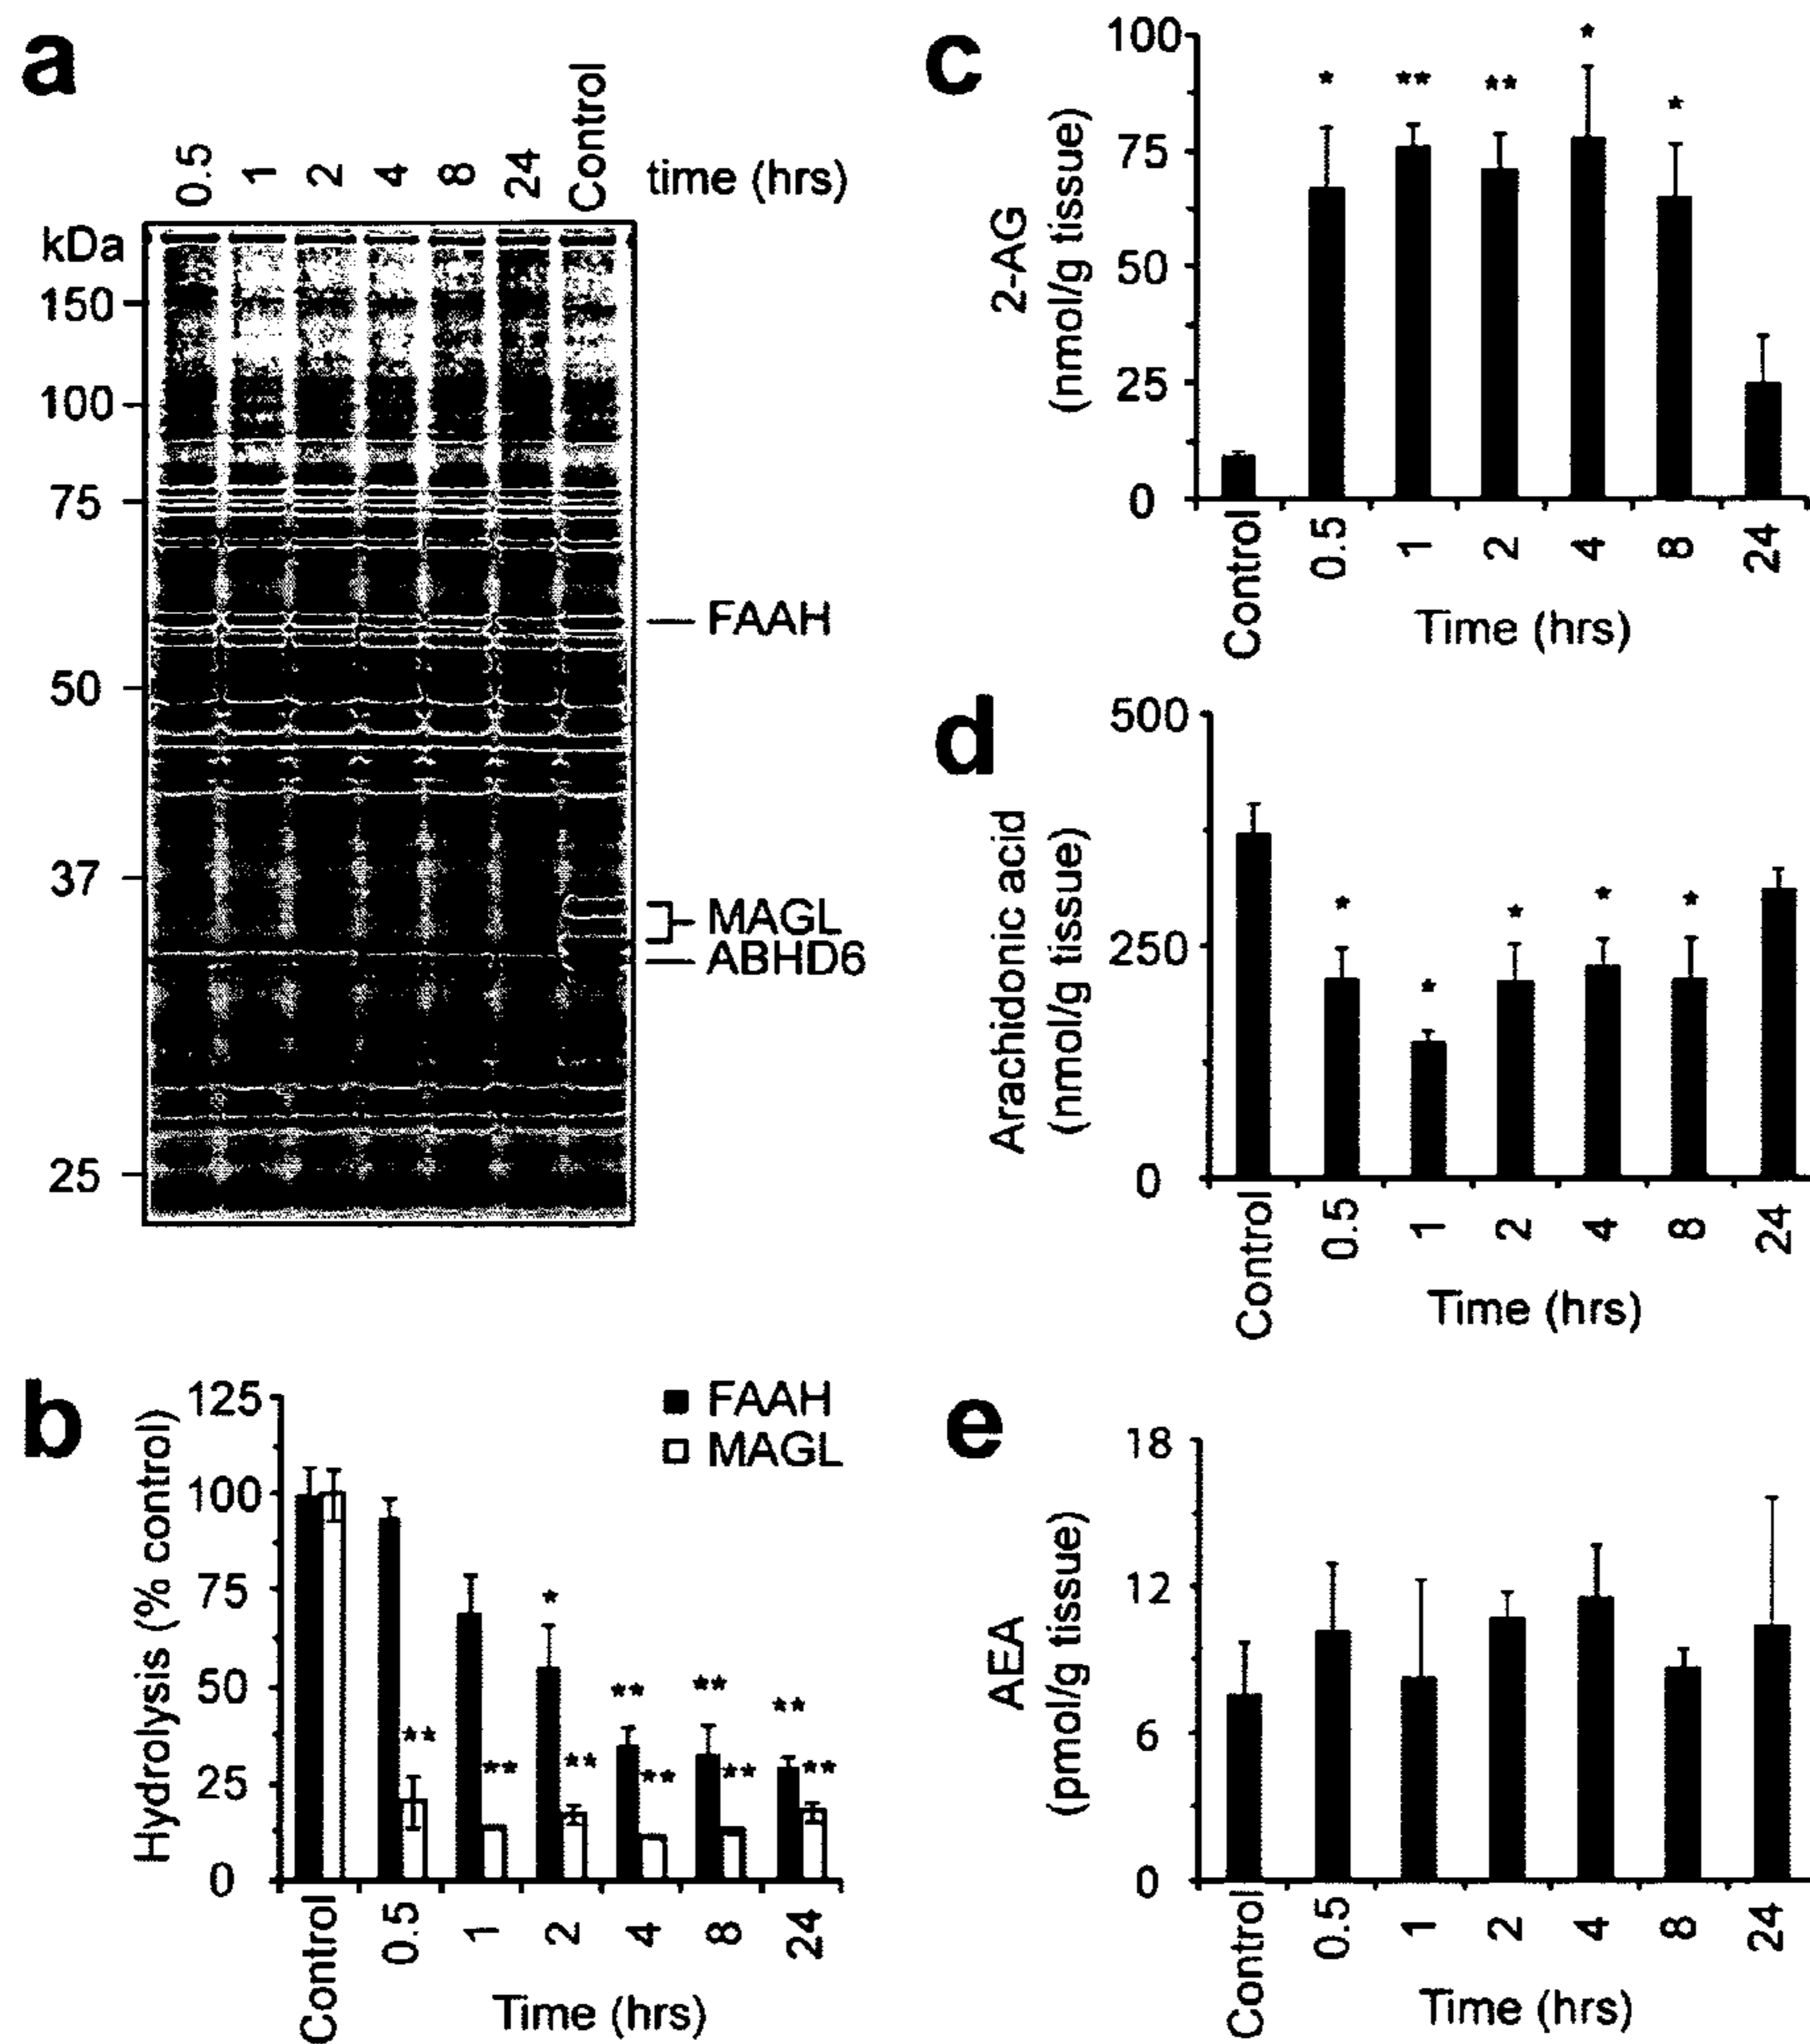 a
0.5 1 2 4 8 24 Control time (hrs)
kDa
150
100
75
50
37
25
FAAH
MAGL
ABHD6
b
Hydrolysis (% control)
125
100
75
50
25
0
FAAH
MAGL
*
** ** **
** ** ** ** ** **
Control 0.5 1 2 4 8 24
Time (hrs)
c
2-AG
(nmol/g tissue)
100
75
50
25
0
* ** ** * *
Control 0.5 1 2 4 8 24
Time (hrs)
d
Arachidonic acid
(nmol/g tissue)
500
250
0
* * * * *
Control 0.5 1 2 4 8 24
Time (hrs)
e
AEA
(pmol/g tissue)
18
12
6
0
Control 0.5 1 2 4 8 24
Time (hrs)